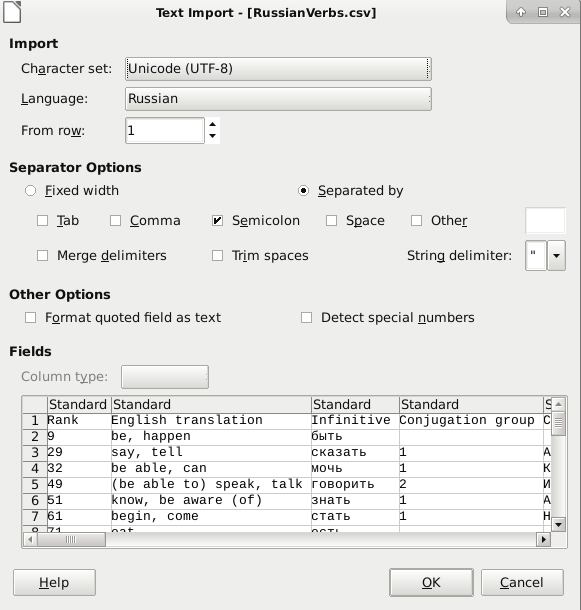 Text Import - [RussianVerbs.csv]
Import
Character set: Unicode (UTF-8)
Language: Russian
From row: 1
Separator Options
Fixed width Separated by
Tab Comma Semicolon Space Other
Merge delimiters Trim spaces String delimiter: "
Other Options
Format quoted field as text Detect special numbers
Fields
Column type:
Standard Standard Standard Standard S
1 Rank English translation Infinitive Conjugation group C
2 9 be, happen быть
3 29 say, tell сказать 1 А
4 32 be able, can мочь 1 К
5 49 (be able to) speak, talk говорить 2 И
6 51 know, be aware (of) знать 1 А
7 61 begin, come стать 1 Н
8 71 eat есть
Help OK Cancel